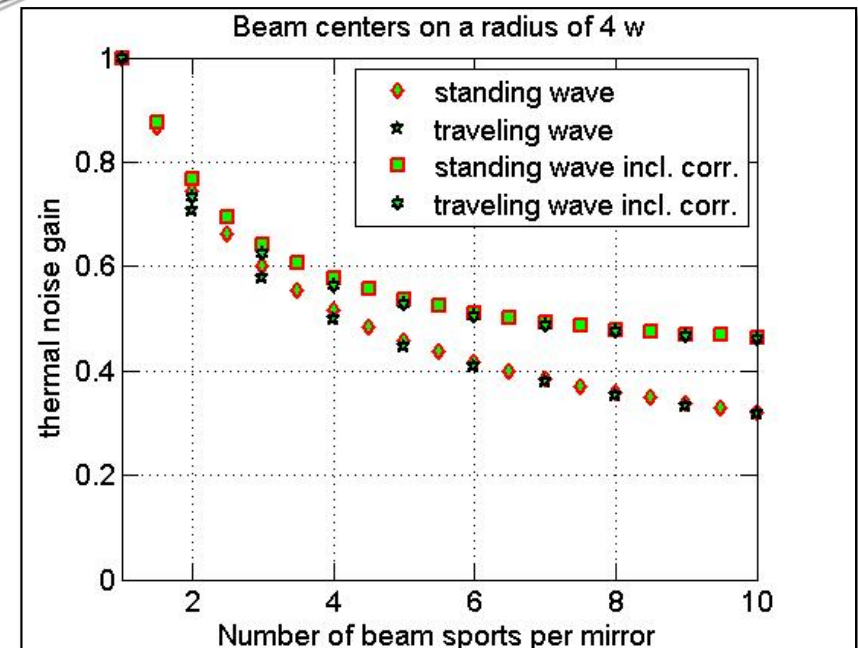 Beam centers on a radius of 4 w
standing wave
traveling wave
standing wave incl. corr.
traveling wave incl. corr.
thermal noise gain
1
0.8
0.6
0.4
0.2
0
2 4 6 8 10
Number of beam sports per mirror